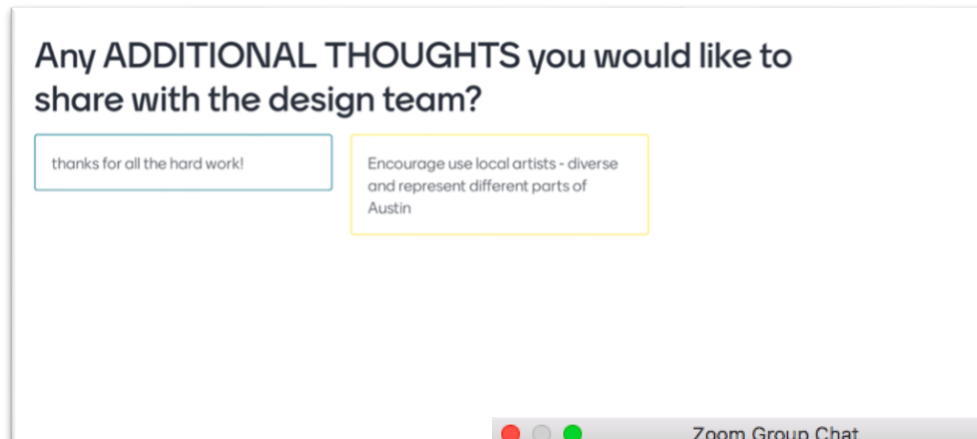 Any ADDITIONAL THOUGHTS you would like to
share with the design team?
thanks for all the hard work!
Encourage use local artists - diverse
and represent different parts of
Austin
Zoom Group Chat